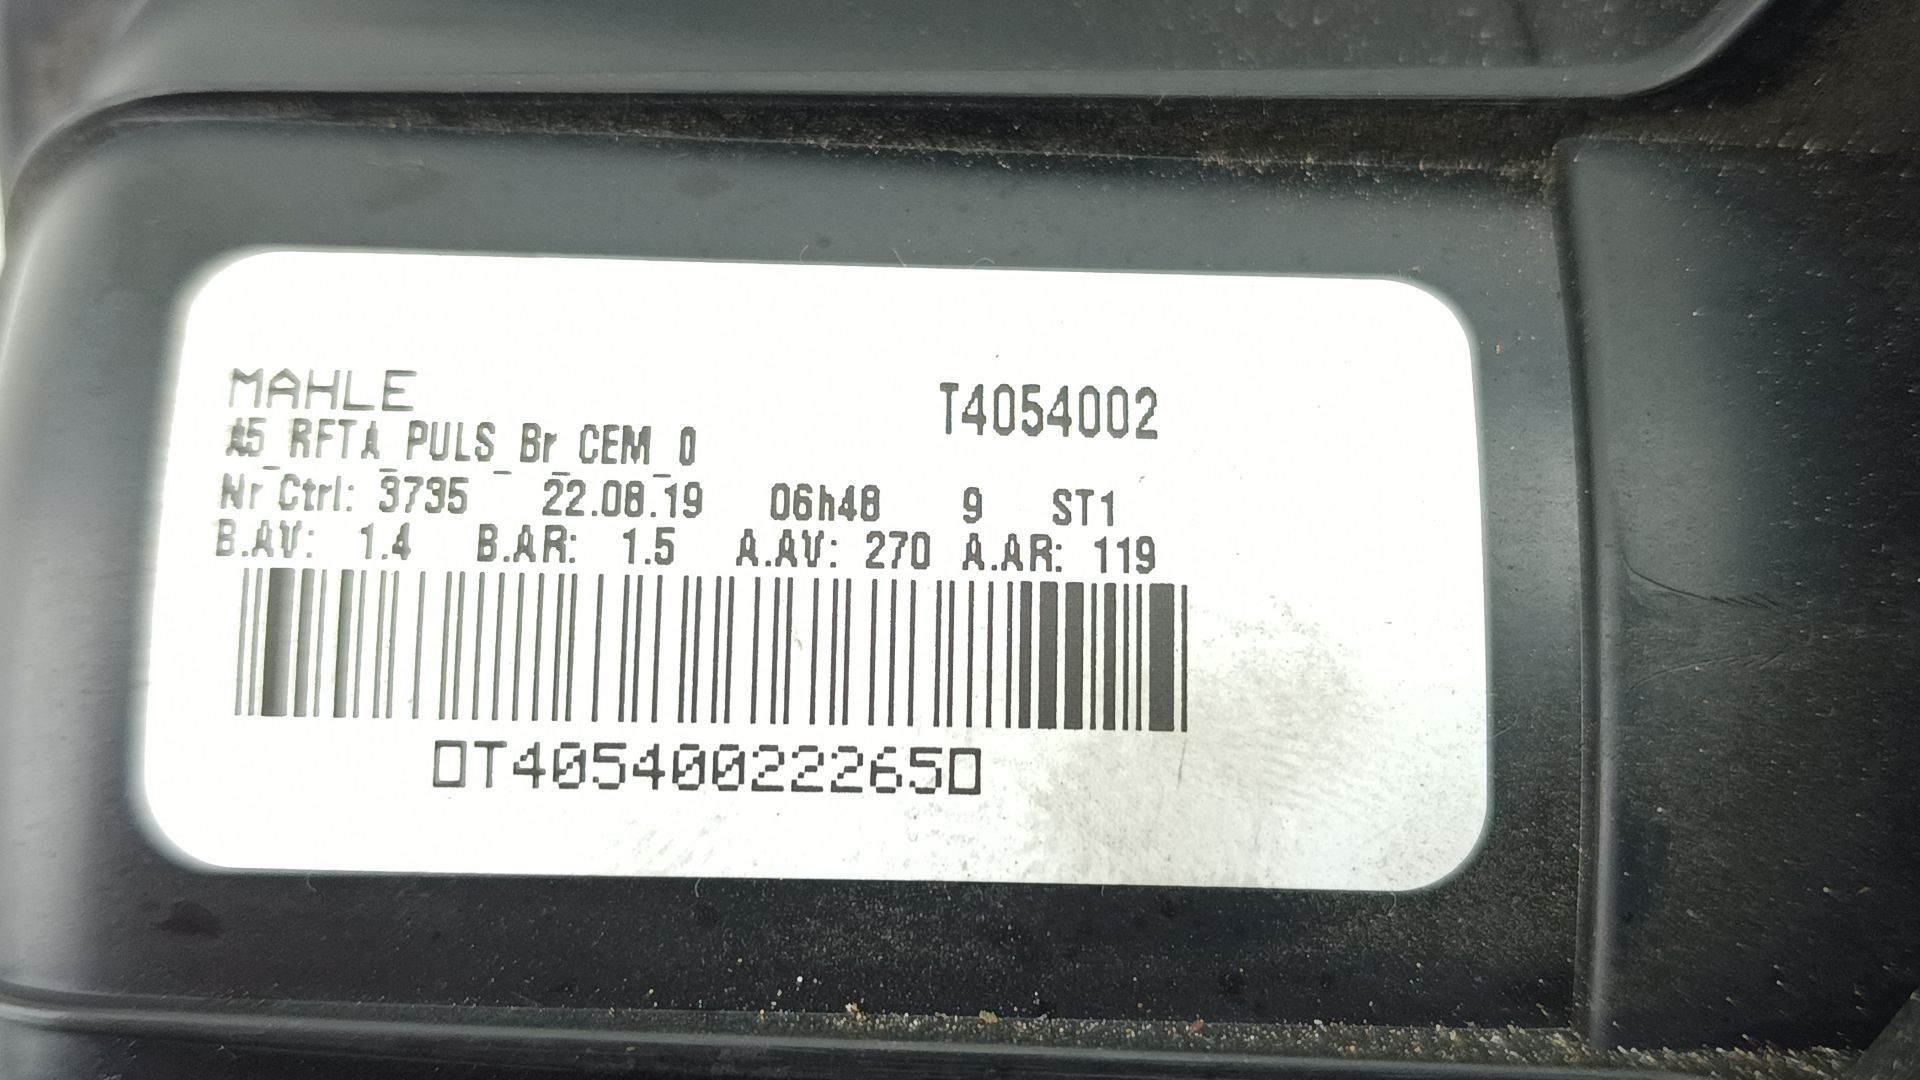 MAHLE T4054002
A5_RFTA_PULS_Br_CEM_0
Nr Ctrl: 3735 22.08.19 06h48 9 ST1
B.AV: 1.4 B.AR: 1.5 A.AV: 270 A.AR: 119
0T405400222650